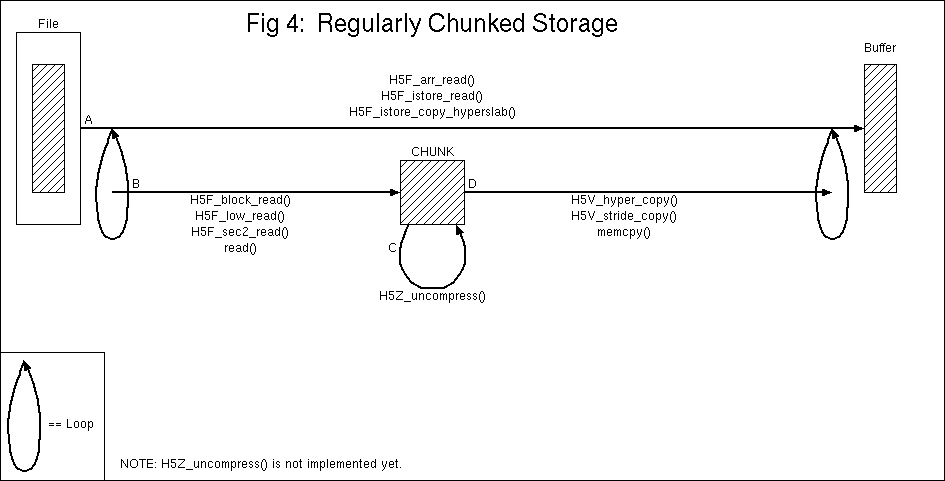 Fig 4: Regularly Chunked Storage
File
Buffer
H5F_arr_read()
H5F_istore_read()
H5F_istore_copy_hyperslab()
A
CHUNK
B
D
H5F_block_read()
H5F_low_read()
H5F_sec2_read()
read()
H5V_hyper_copy()
H5V_stride_copy()
memcpy()
C
H5Z_uncompress()
== Loop
NOTE: H5Z_uncompress() is not implemented yet.